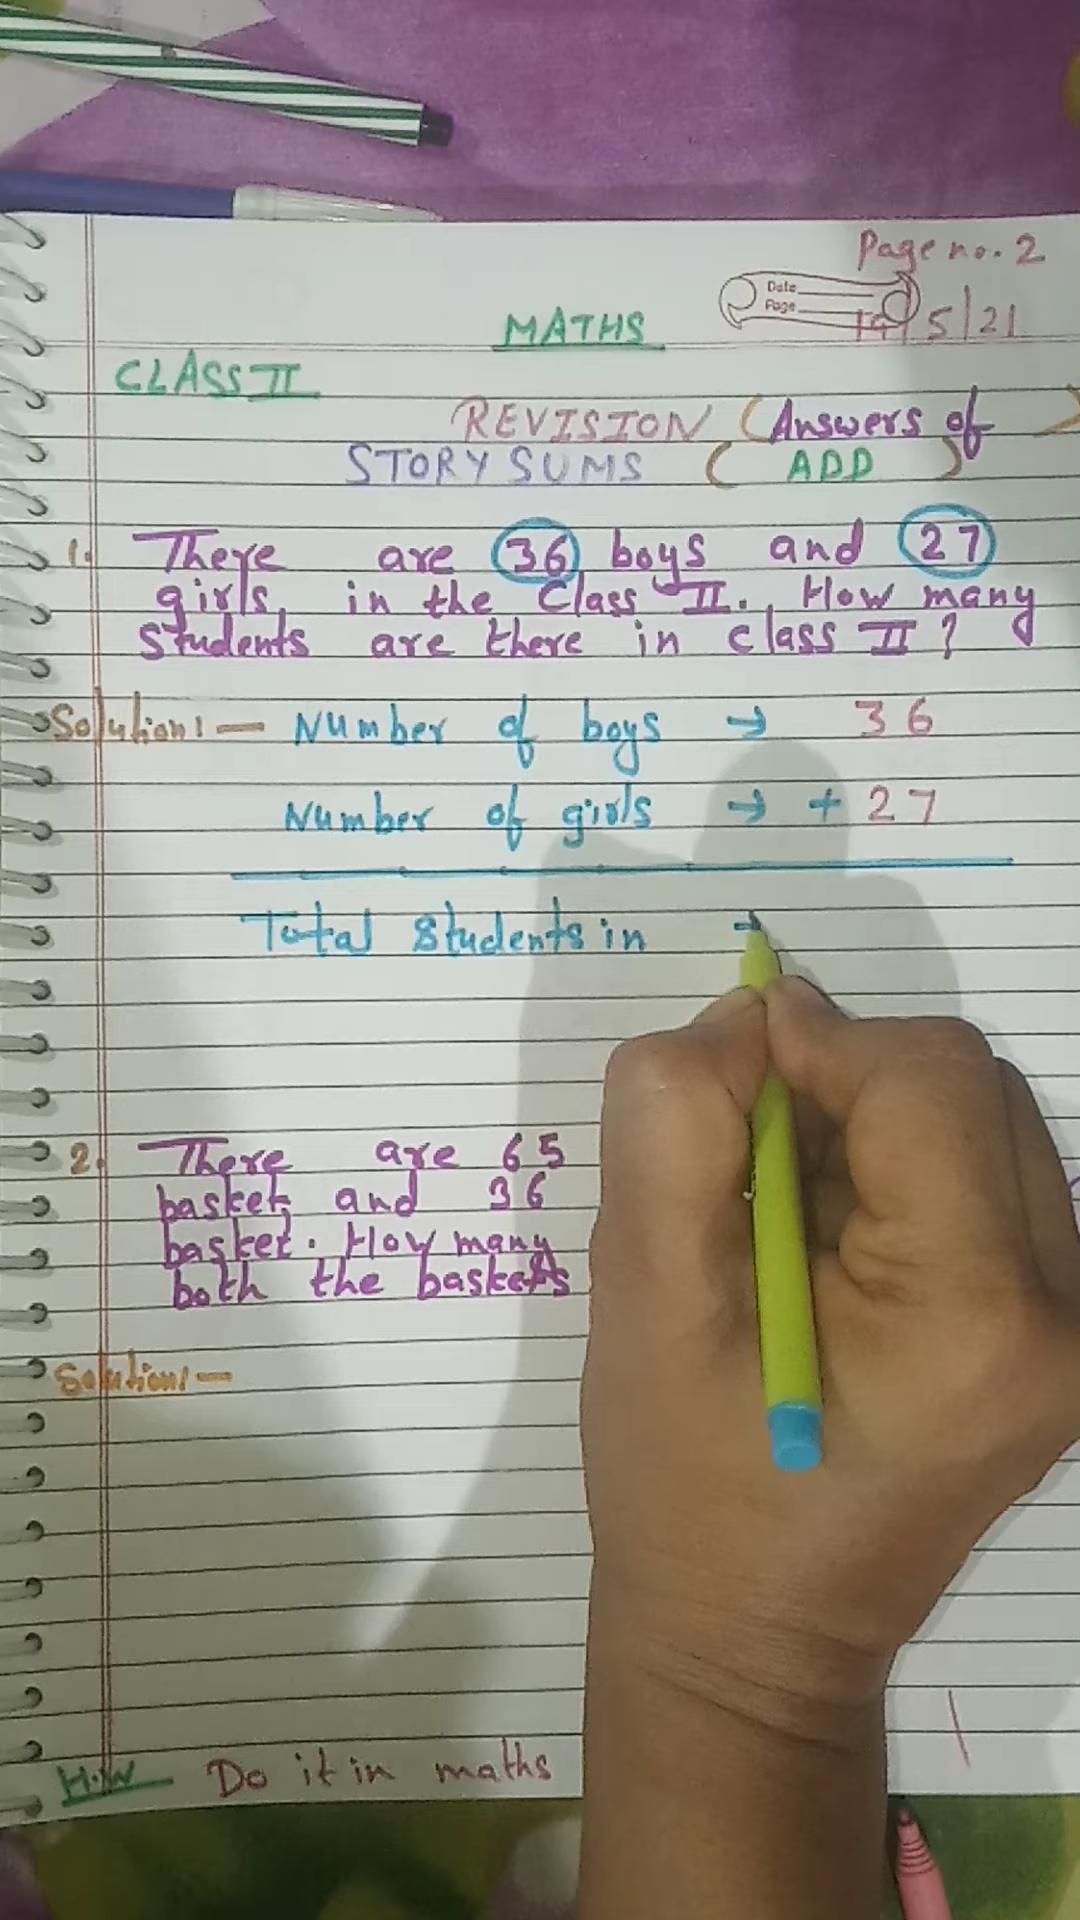 Page no. 2
Date
Page
19/5/21
MATHS
CLASS II
REVISION (Answers of)
STORY SUMS (ADD)
1. There are 36 boys and 27
girls, in the Class II. How many
students are there in class II?
Solution:- Number of boys → 36
Number of girls → + 27
Total students in →
2. There are 65
basket and 36
basket. How many
both the baskets
Solution:-
H.W Do it in maths